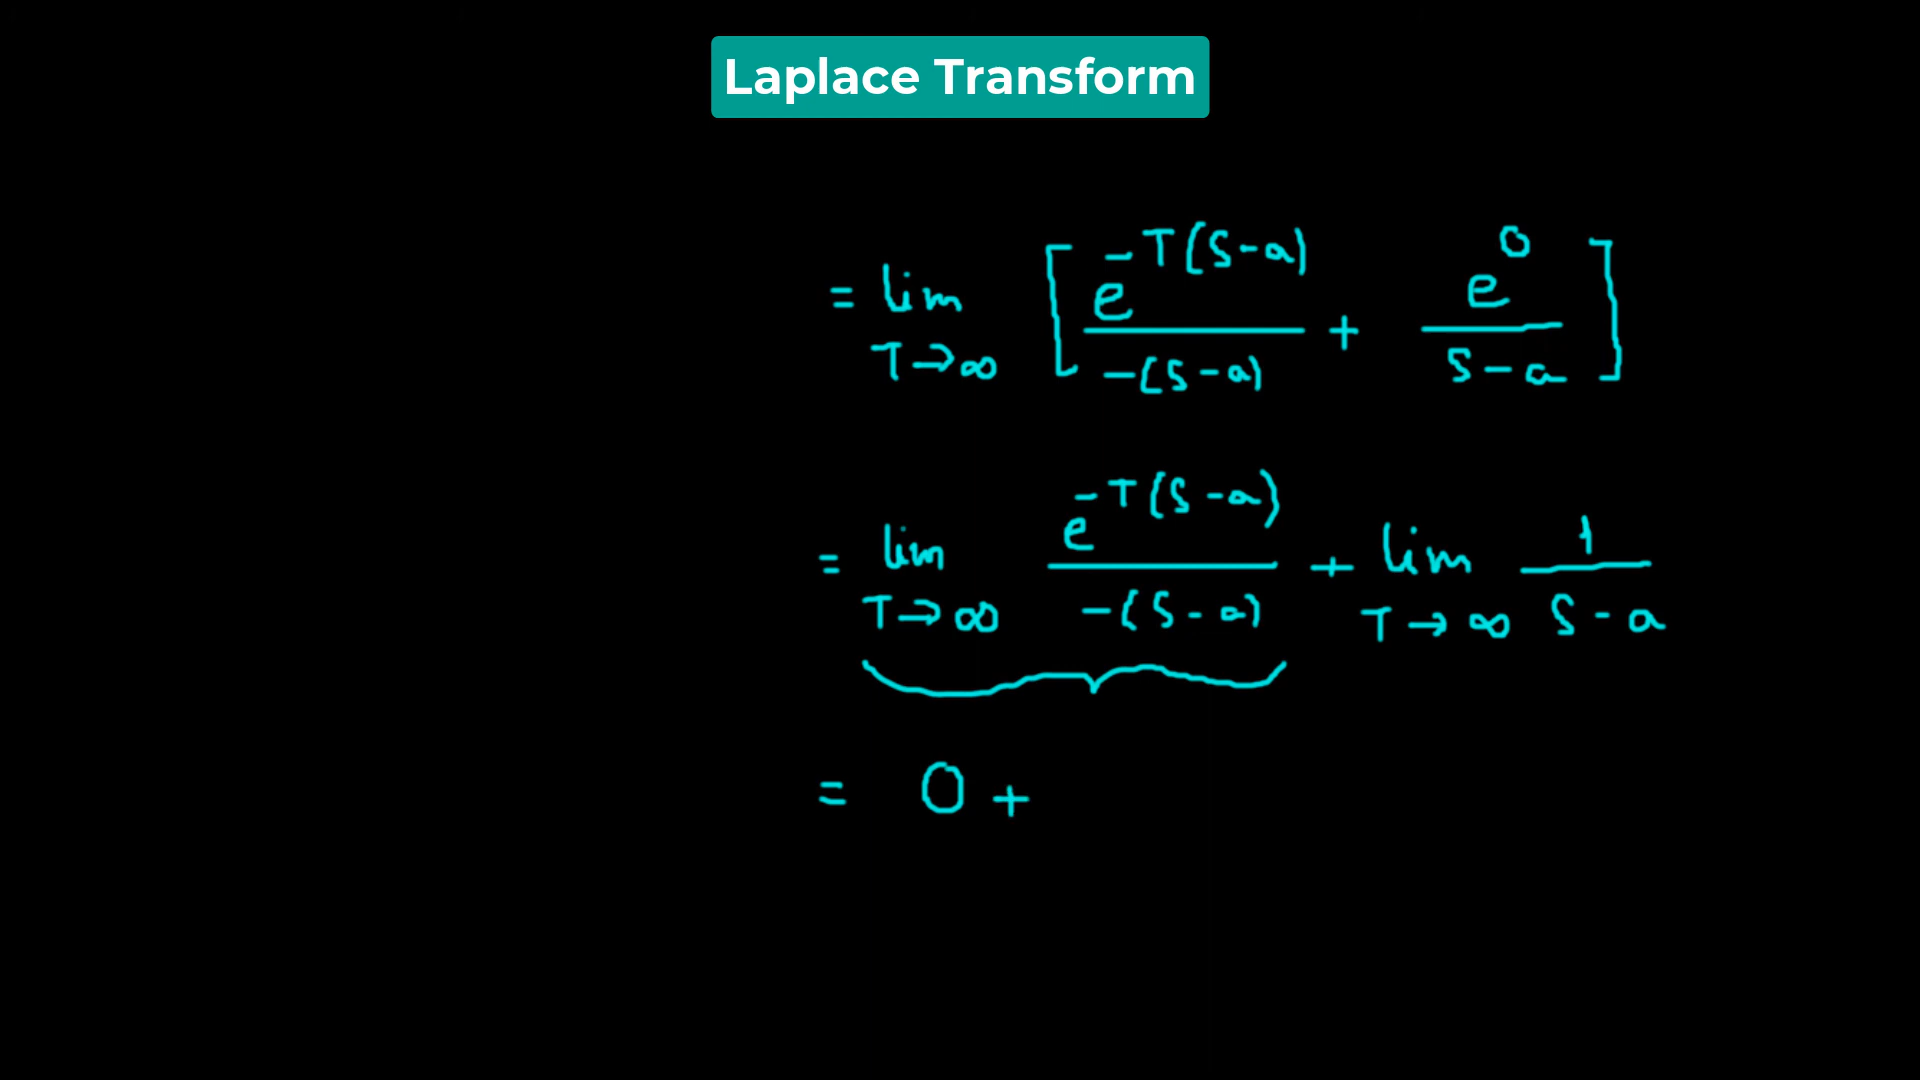 Laplace Transform
= lim T→∞ [ e^{-T(s-a)} / -(s-a) + e^0 / s-a ]
= lim T→∞ e^{-T(s-a)} / -(s-a) + lim T→∞ 1 / s-a
= 0 +